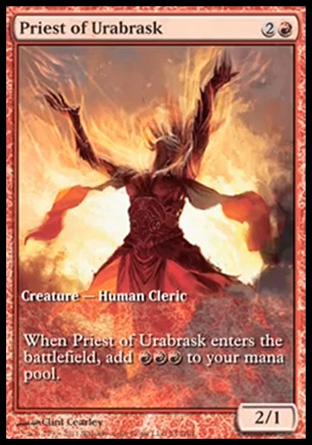 Priest of Urabrask 2
Creature — Human Cleric
When Priest of Urabrask enters the
battlefield, add to your mana
pool.
Clint Cearley
2/1